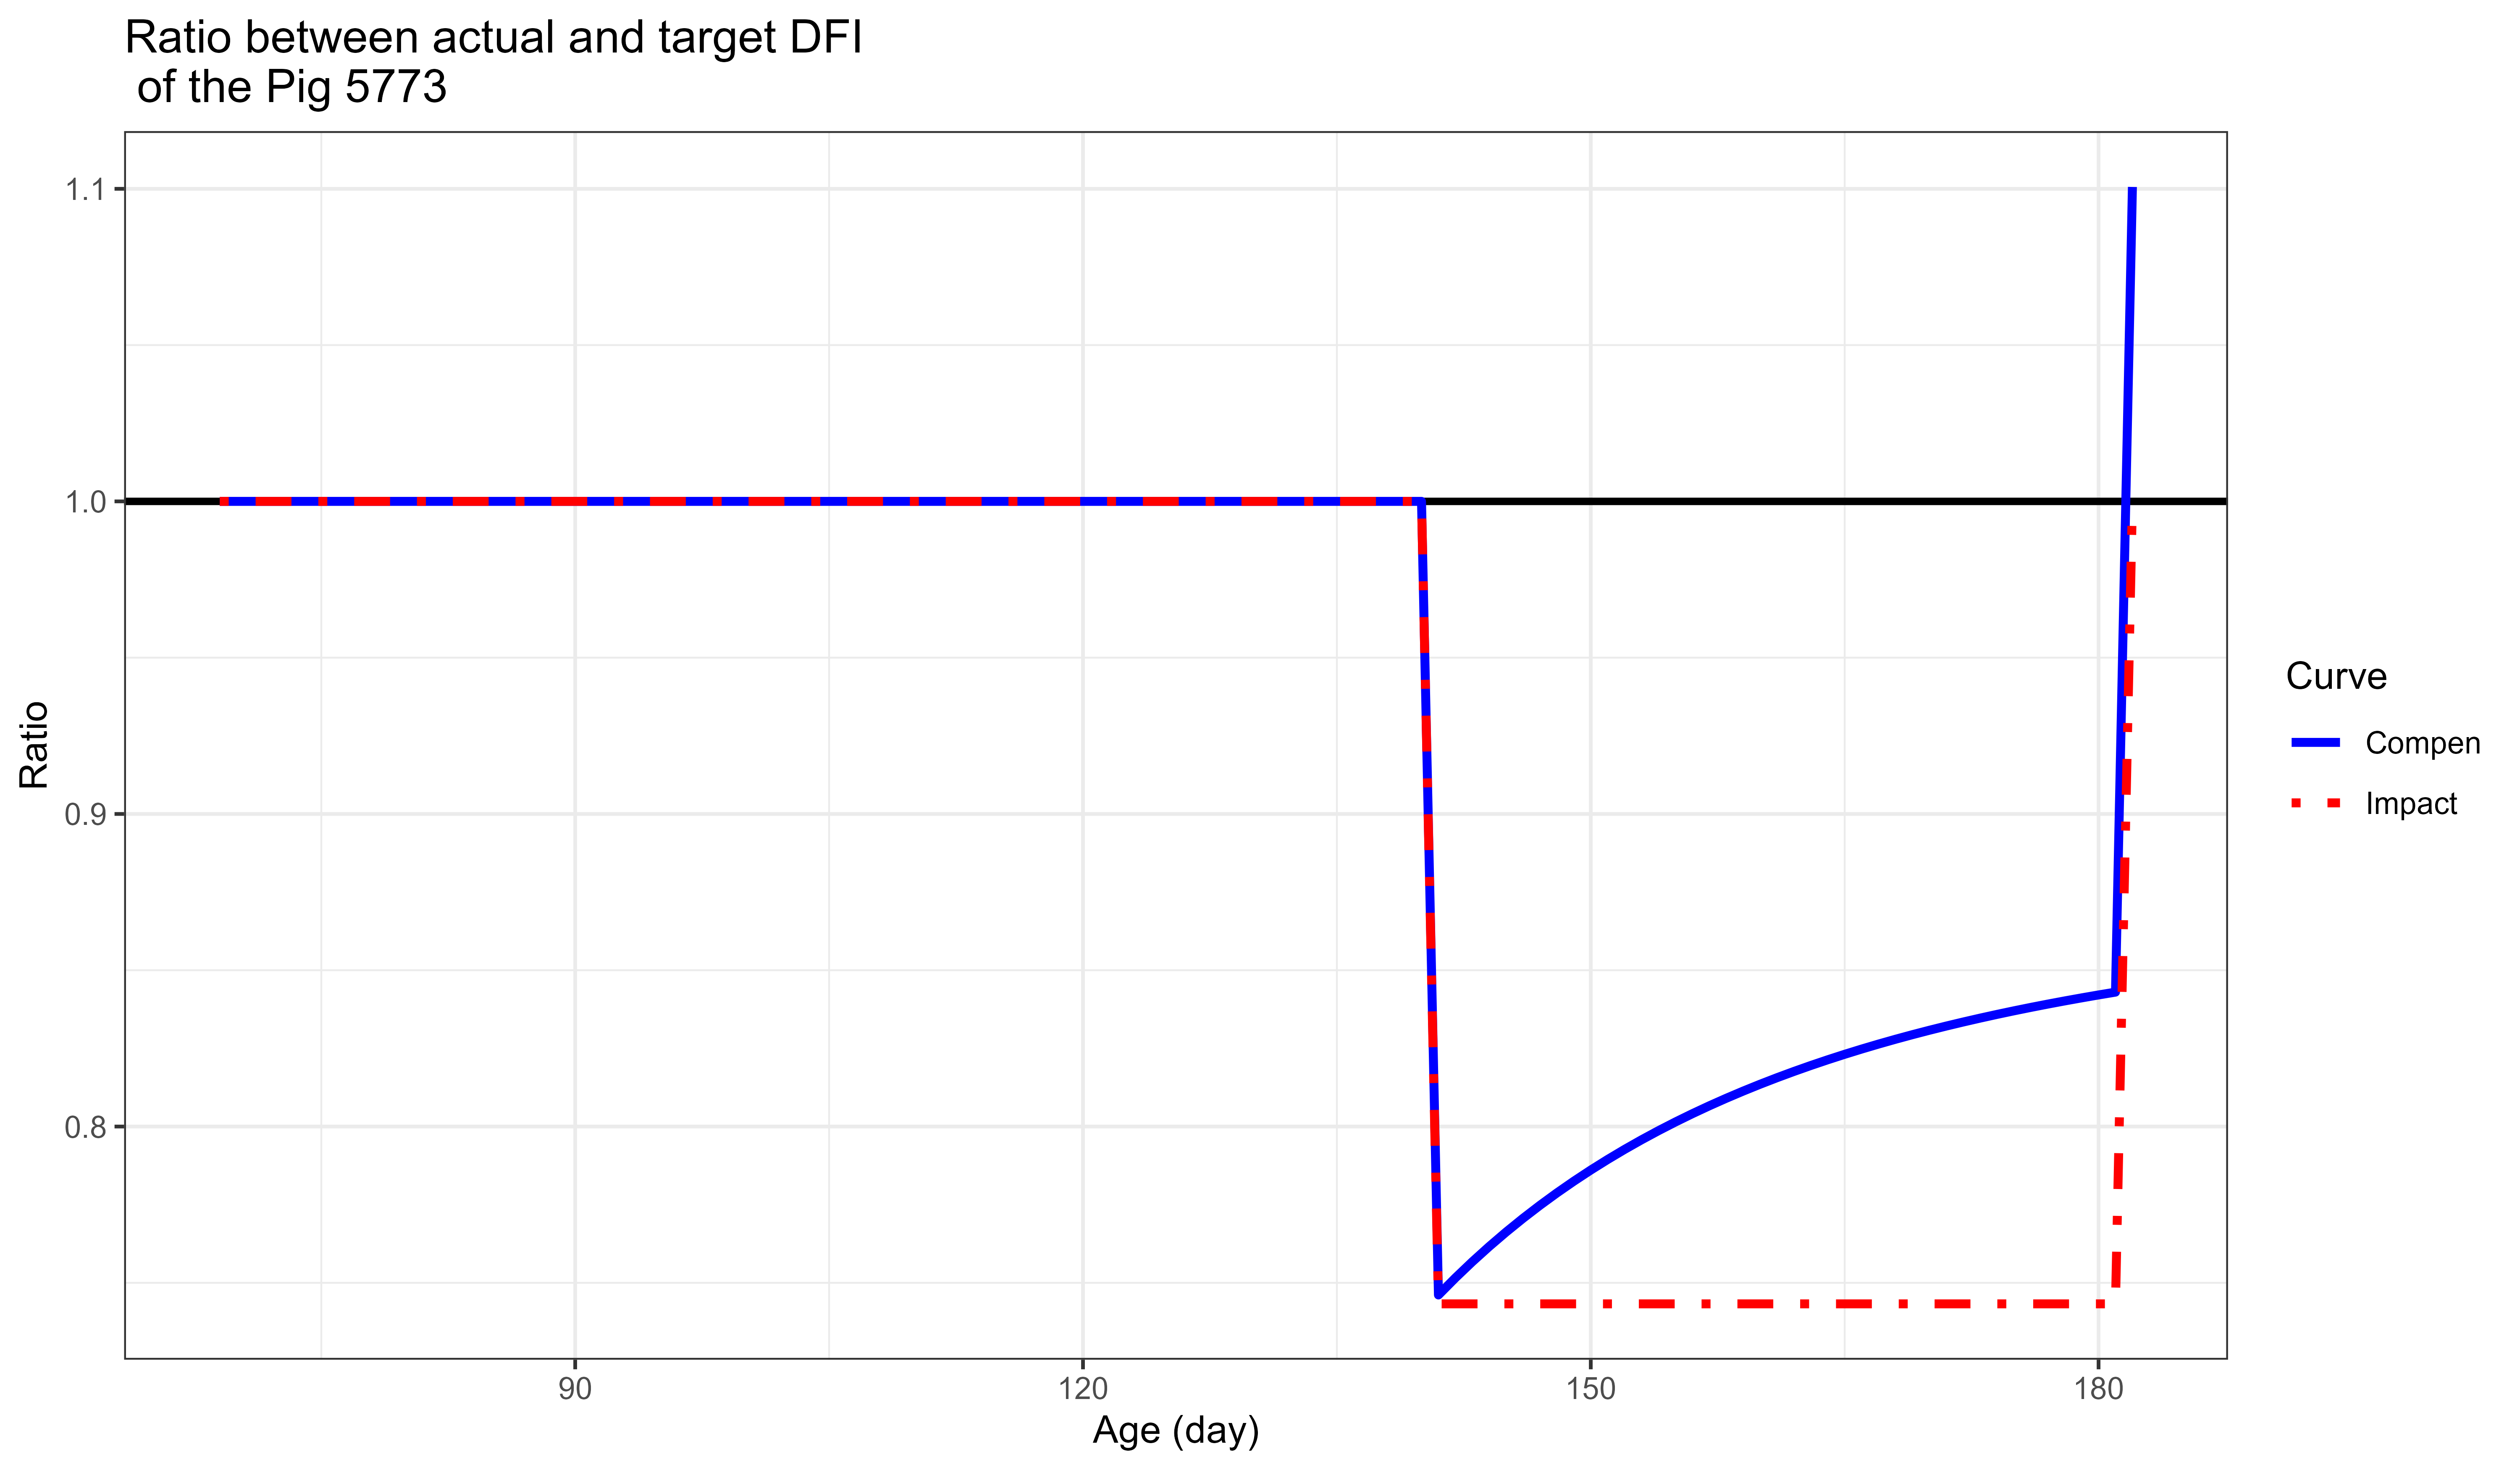 Ratio between actual and target DFI
of the Pig 5773
1.1
1.0
0.9
0.8
Ratio
90
120
150
180
Age (day)
Curve
Compen
Impact